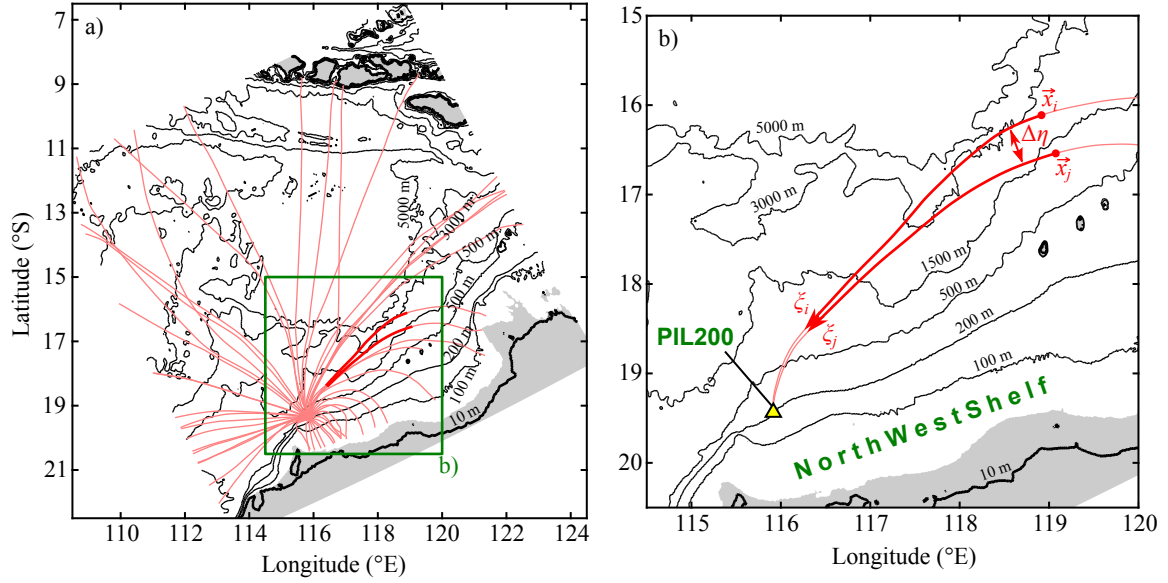 a)
7
9
11
13
15
17
19
21
Latitude (°S)
110
112
114
116
118
120
122
124
Longitude (°E)
5000 m
3000 m
1500 m
500 m
200 m
100 m
10 m
b)
b)
15
16
17
18
19
20
115
116
117
118
119
120
Longitude (°E)
5000 m
3000 m
1500 m
500 m
200 m
100 m
10 m
x⃗i
Δη
x⃗j
ξi
ξj
PIL200
NorthWestShelf